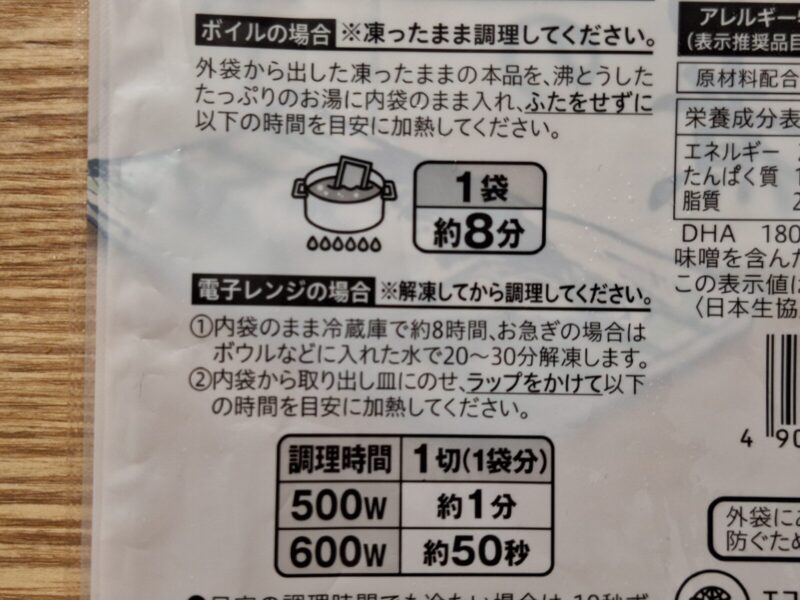 ボイルの場合 ※凍ったまま調理してください。
外袋から出した凍ったままの本品を、沸とうした
たっぷりのお湯に内袋のまま入れ、ふたをせずに
以下の時間を目安に加熱してください。
1袋
約8分
電子レンジの場合 ※解凍してから調理してください。
①内袋のまま冷蔵庫で約8時間、お急ぎの場合は
ボウルなどに入れた水で20〜30分解凍します。
②内袋から取り出し皿にのせ、ラップをかけて以下
の時間を目安に加熱してください。
調理時間 1切(1袋分)
500W 約1分
600W 約50秒
アレルギー
(表示推奨品目
原材料配合
栄養成分表
エネルギー
たんぱく質
脂質
DHA 180
味噌を含んだ
この表示値は
〈日本生協
4 90
外袋に
防ぐため
エコ